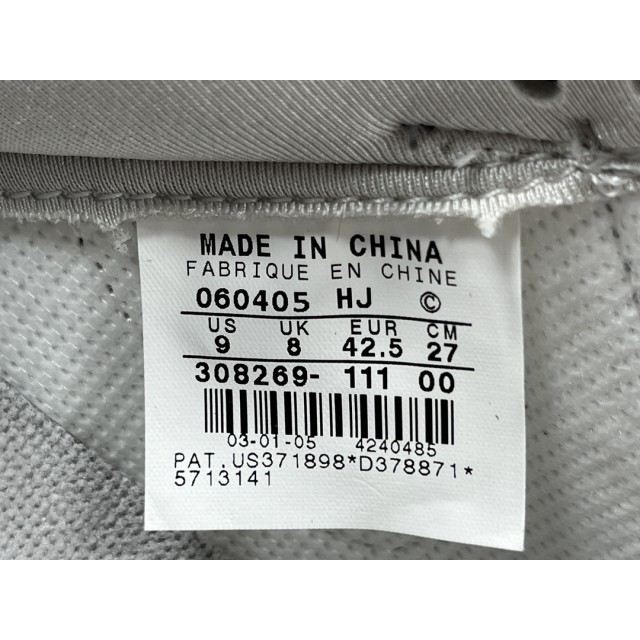 MADE IN CHINA
FABRIQUE EN CHINE
060405 HJ ©
US UK EUR CM
9 8 42.5 27
308269- 111 00
03-01-05 4240485
PAT.US371898*D378871*
5713141